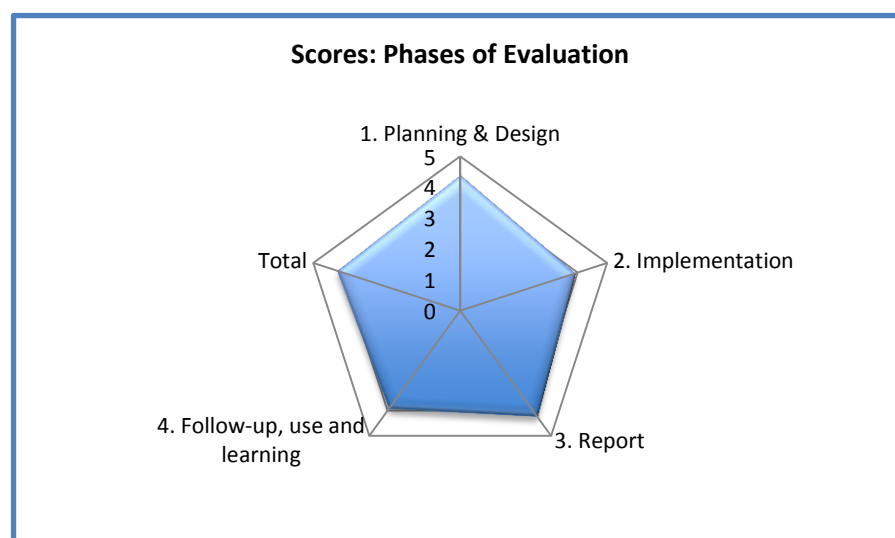 Scores: Phases of Evaluation
1. Planning & Design
5
4
3
2
1
0
Total
2. Implementation
4. Follow-up, use and
learning
3. Report